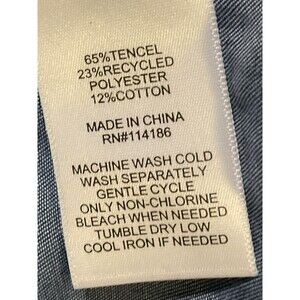 65%TENCEL
23%RECYCLED
POLYESTER
12%COTTON
MADE IN CHINA
RN#114186
MACHINE WASH COLD
WASH SEPARATELY
GENTLE CYCLE
ONLY NON-CHLORINE
BLEACH WHEN NEEDED
TUMBLE DRY LOW
COOL IRON IF NEEDED